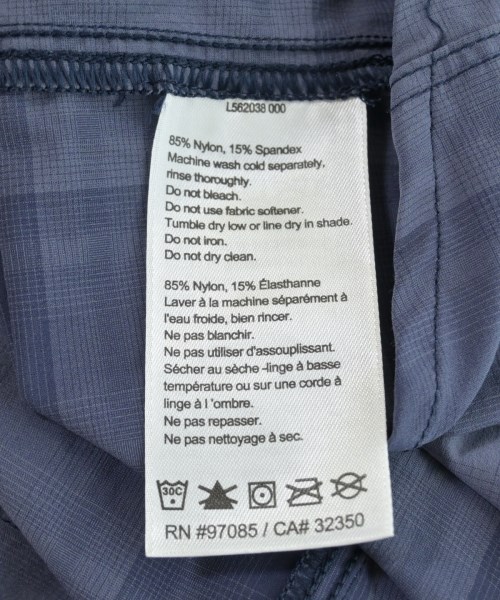 L562038 000
85% Nylon, 15% Spandex
Machine wash cold separately,
rinse thoroughly.
Do not bleach.
Do not use fabric softener.
Tumble dry low or line dry in shade.
Do not iron.
Do not dry clean.
85% Nylon, 15% Élasthanne
Laver à la machine séparément à
l'eau froide, bien rincer.
Ne pas blanchir.
Ne pas utiliser d'assouplissant.
Sécher au sèche -linge à basse
température ou sur une corde à
linge à l 'ombre.
Ne pas repasser.
Ne pas nettoyage à sec.
30C
RN #97085 / CA# 32350